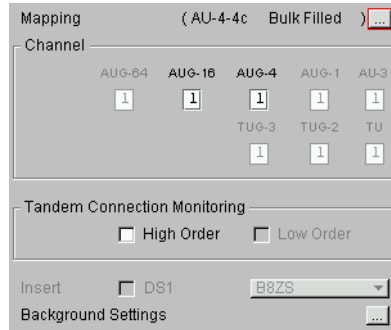 Mapping ( AU-4-4c Bulk Filled ) ...
Channel
AUG-64 AUG-16 AUG-4 AUG-1 AU-3
1 1 1 1 1
TUG-3 TUG-2 TU
1 1 1
Tandem Connection Monitoring
High Order Low Order
Insert DS1 B8ZS
Background Settings ...